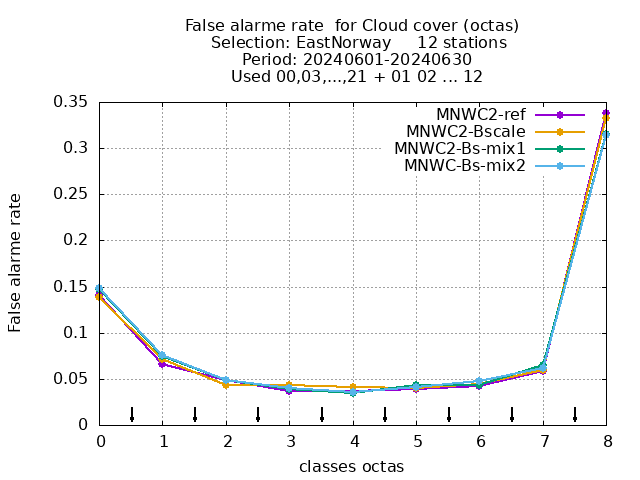 False alarme rate  for Cloud cover (octas)
Selection: EastNorway     12 stations
Period: 20240601-20240630
Used 00,03,...,21 + 01 02 ... 12
MNWC2-ref
MNWC2-Bscale
MNWC2-Bs-mix1
MNWC-Bs-mix2
False alarme rate
0.35
0.3
0.25
0.2
0.15
0.1
0.05
0
0 1 2 3 4 5 6 7 8
classes octas